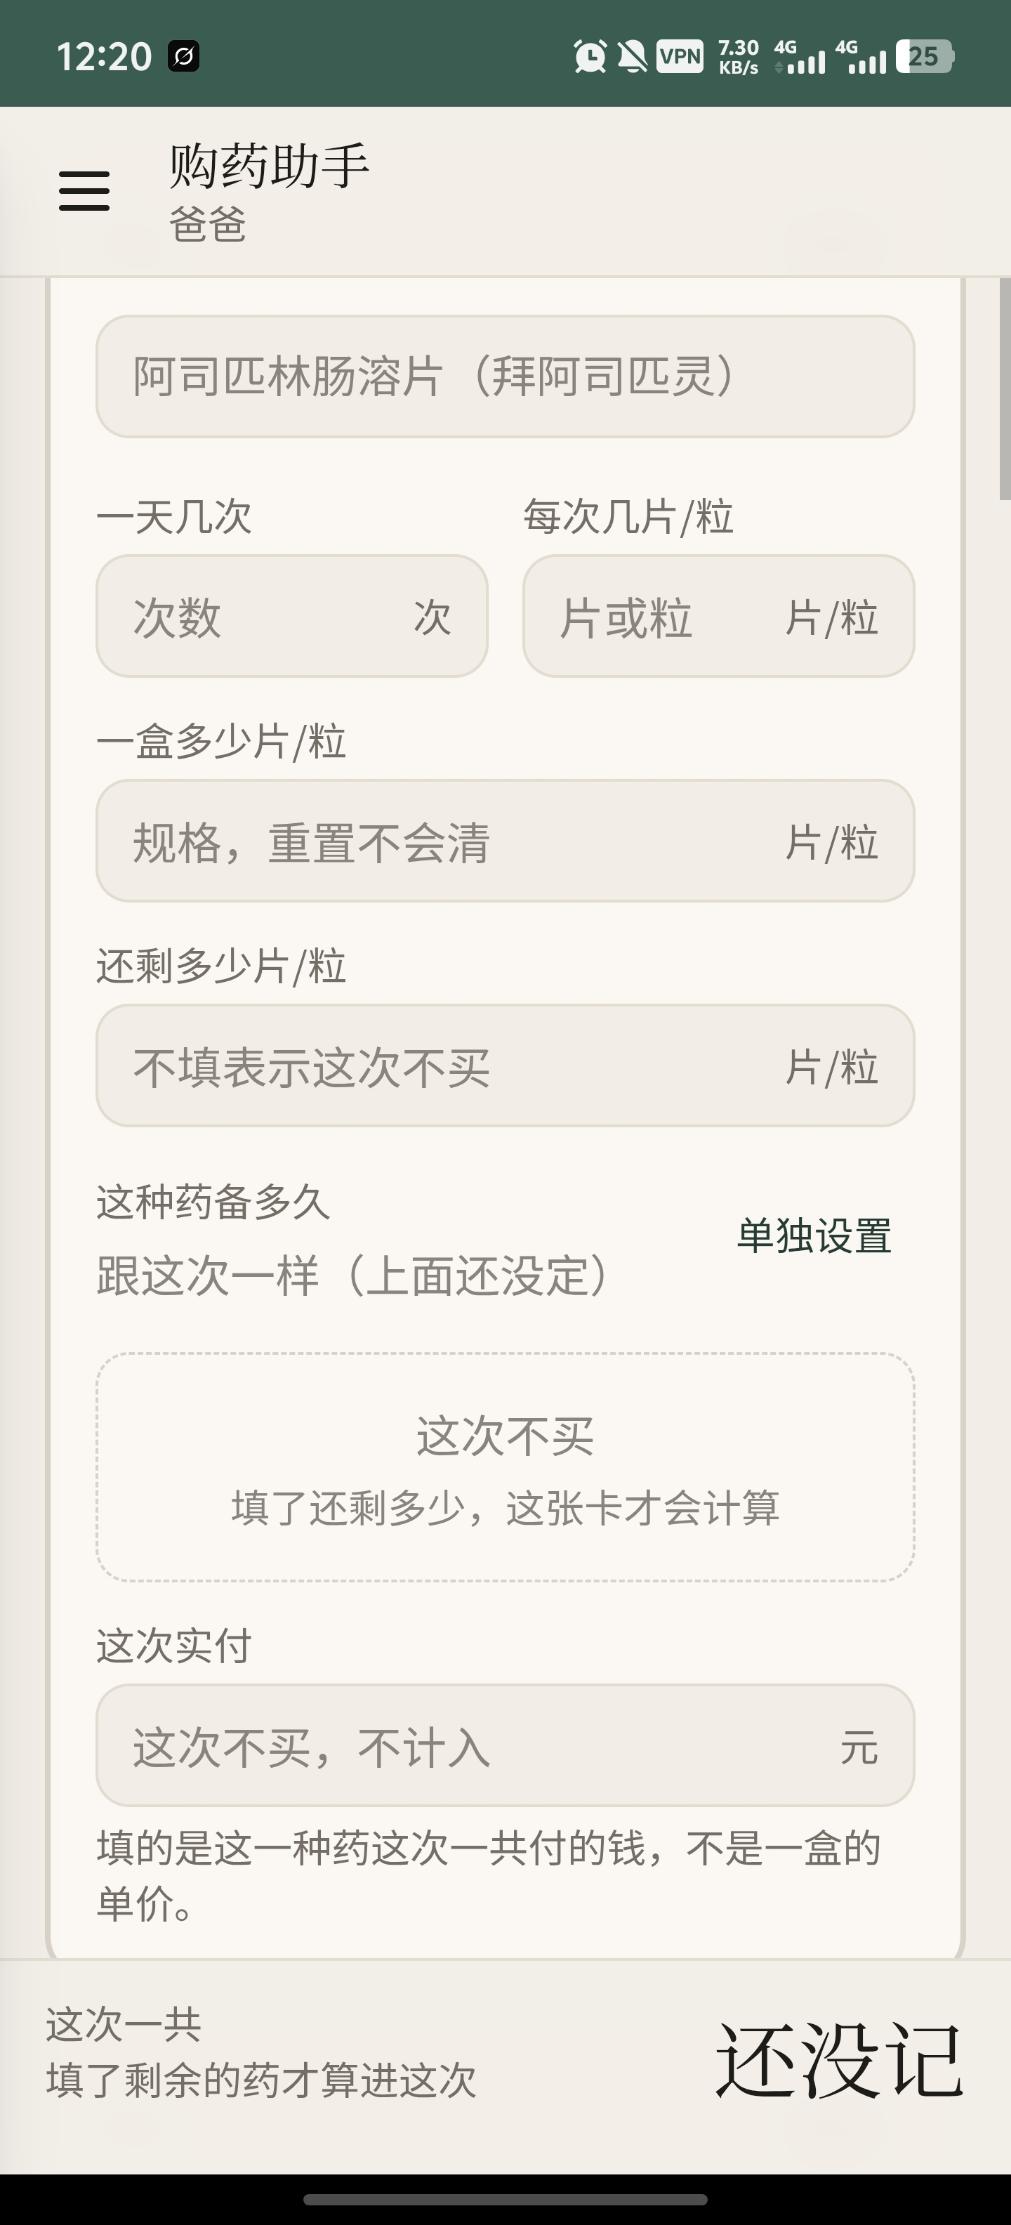 12:20
VPN
7.30 KB/s
4G
4G
25
购药助手
爸爸
阿司匹林肠溶片（拜阿司匹灵）
一天几次
每次几片/粒
次数 次
片或粒 片/粒
一盒多少片/粒
规格，重置不会清 片/粒
还剩多少片/粒
不填表示这次不买 片/粒
这种药备多久
单独设置
跟这次一样（上面还没定）
这次不买
填了还剩多少，这张卡才会计算
这次实付
这次不买，不计入 元
填的是这一种药这次一共付的钱，不是一盒的
单价。
这次一共
还没记
填了剩余的药才算进这次